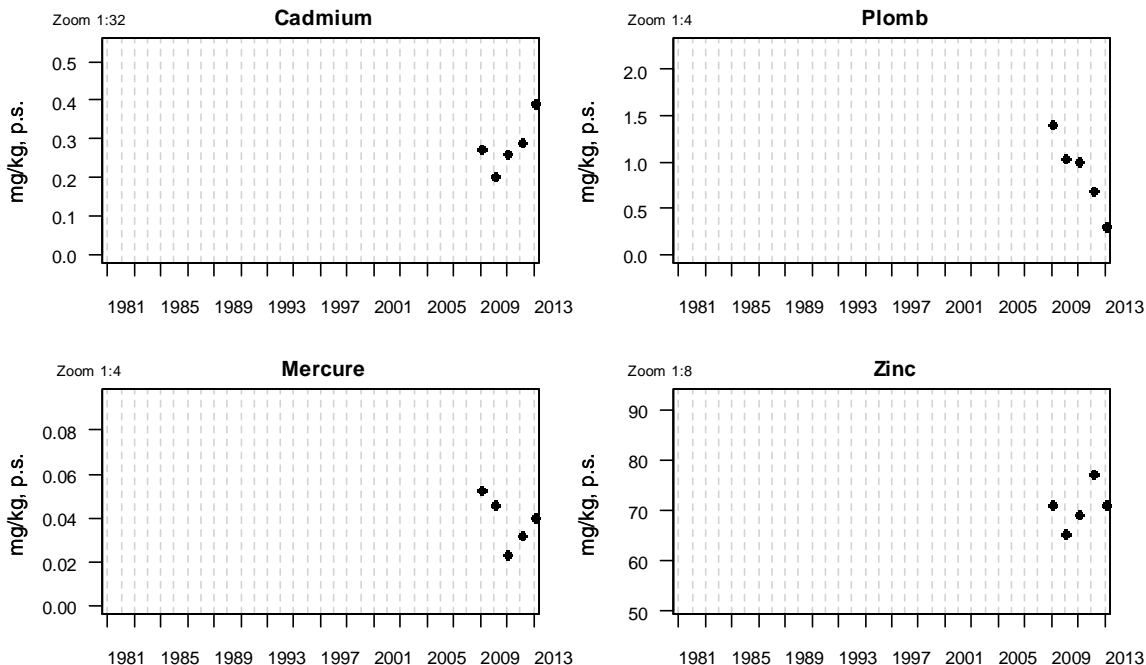 Zoom 1:32
Cadmium
mg/kg, p.s.
0.5
0.4
0.3
0.2
0.1
0.0
1981 1985 1989 1993 1997 2001 2005 2009 2013
Zoom 1:4
Plomb
mg/kg, p.s.
2.0
1.5
1.0
0.5
0.0
1981 1985 1989 1993 1997 2001 2005 2009 2013
Zoom 1:4
Mercure
mg/kg, p.s.
0.08
0.06
0.04
0.02
0.00
1981 1985 1989 1993 1997 2001 2005 2009 2013
Zoom 1:8
Zinc
mg/kg, p.s.
90
80
70
60
50
1981 1985 1989 1993 1997 2001 2005 2009 2013